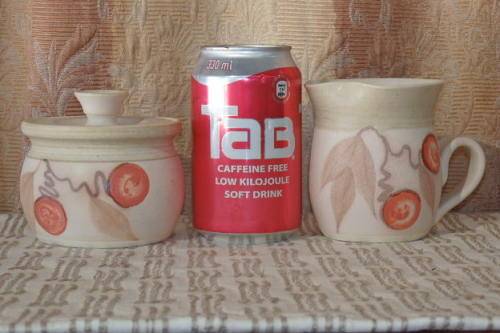 330 ml
TaB
CAFFEINE FREE
LOW KILOJOULE
SOFT DRINK